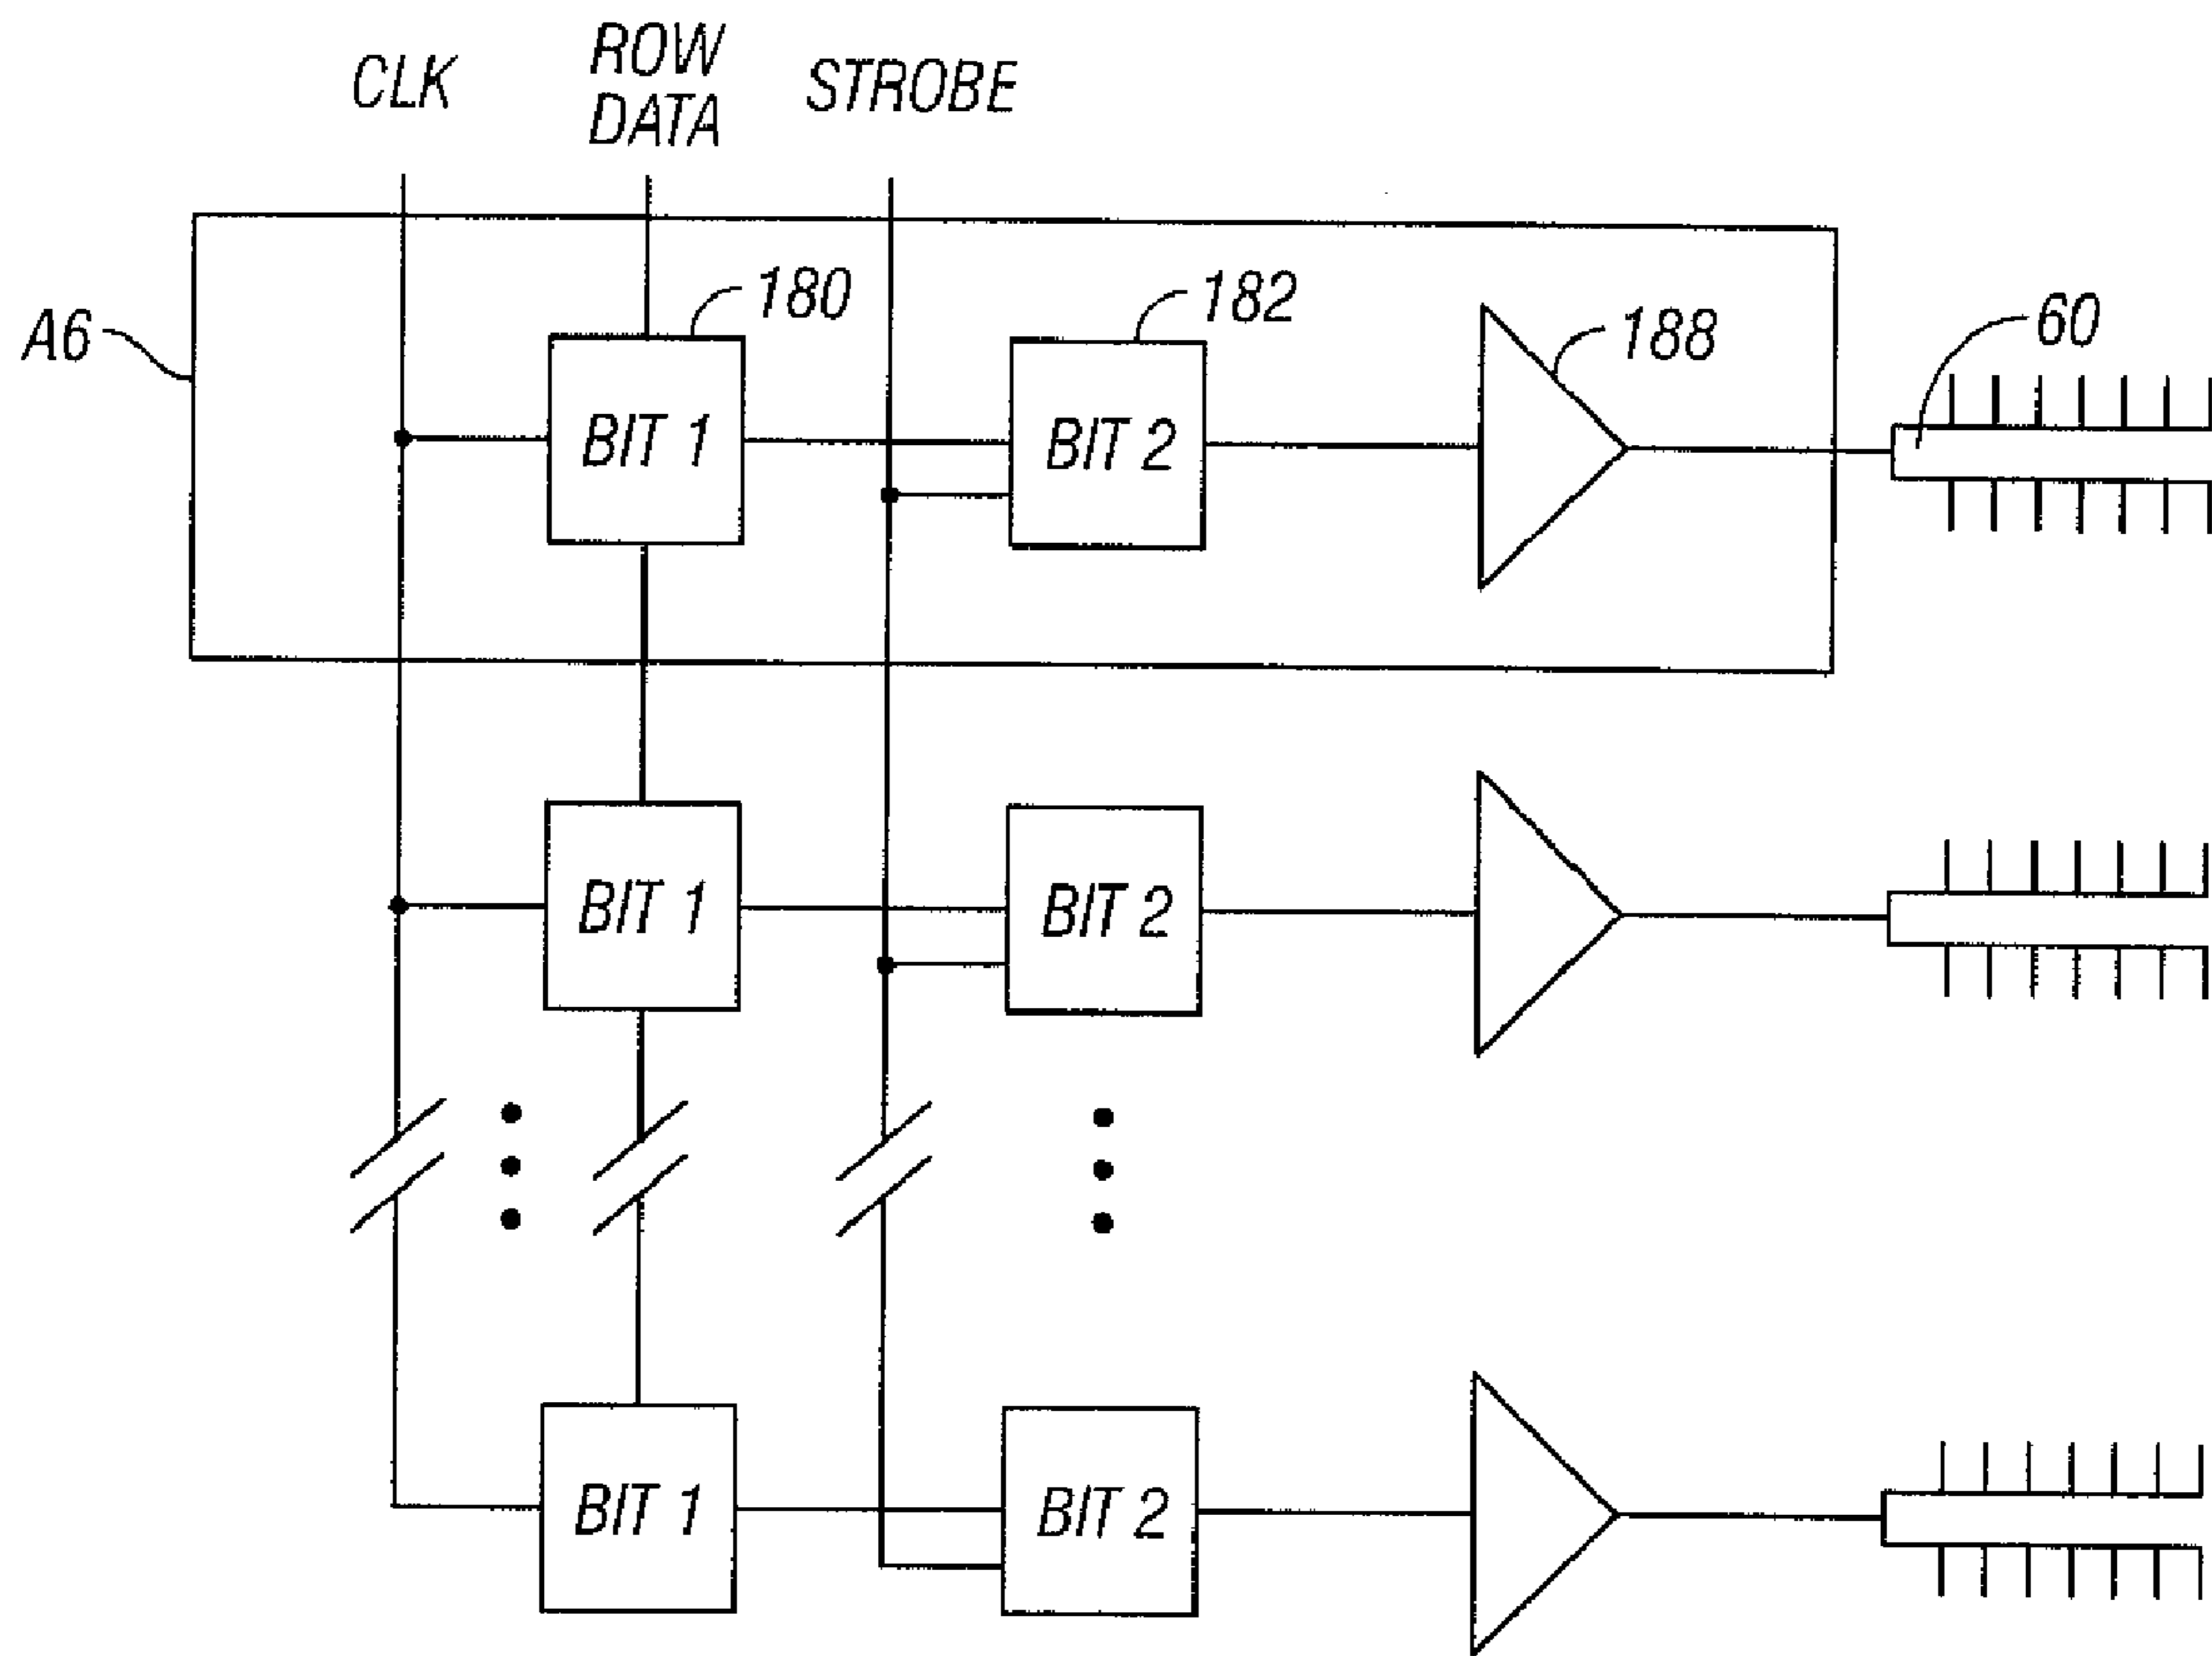 CLK
ROW
DATA
STROBE
A6
180
182
188
60
BIT 1
BIT 2
BIT 1
BIT 2
BIT 1
BIT 2